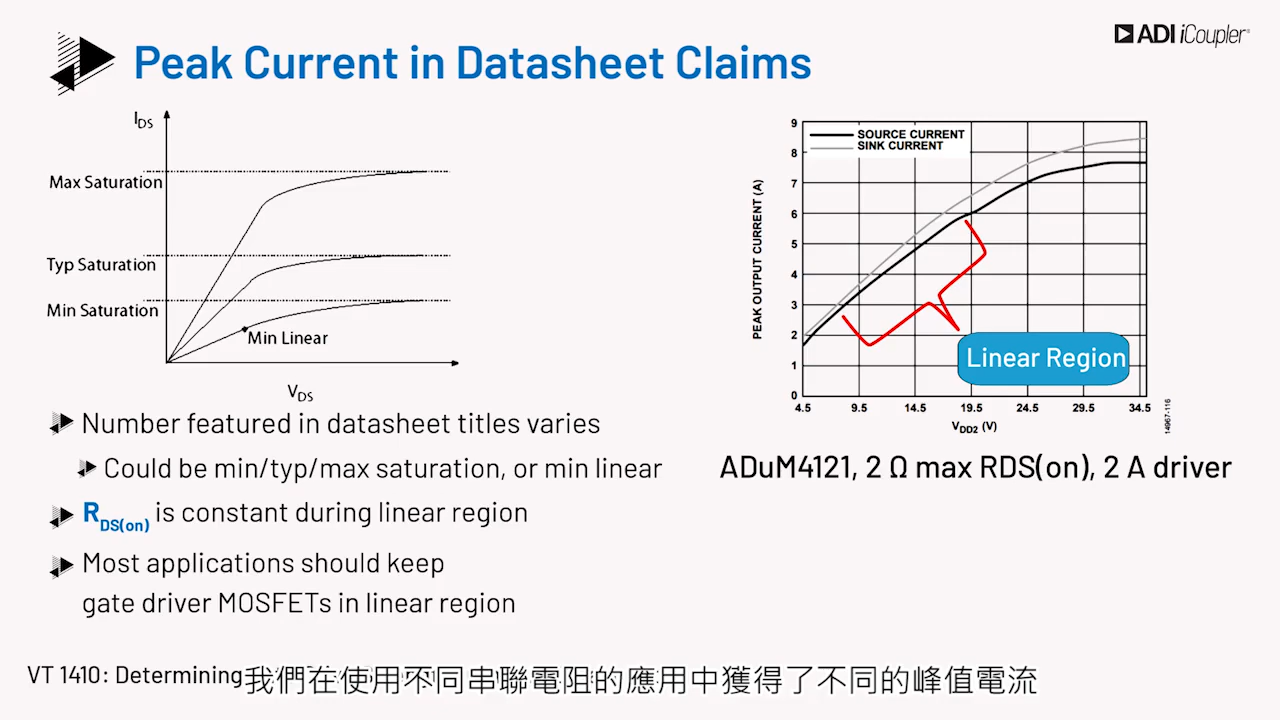 Peak Current in Datasheet Claims
ADI iCoupler®
IDS
Max Saturation
Typ Saturation
Min Saturation
Min Linear
VDS
9
8
7
6
5
4
3
2
1
0
PEAK OUTPUT CURRENT (A)
SOURCE CURRENT
SINK CURRENT
Linear Region
4.5 9.5 14.5 19.5 24.5 29.5 34.5
VDD2 (V)
14967-116
Number featured in datasheet titles varies
Could be min/typ/max saturation, or min linear
RDS(on) is constant during linear region
Most applications should keep
gate driver MOSFETs in linear region
ADuM4121, 2 Ω max RDS(on), 2 A driver
VT 1410: Determining
我們在使用不同串聯電阻的應用中獲得了不同的峰值電流